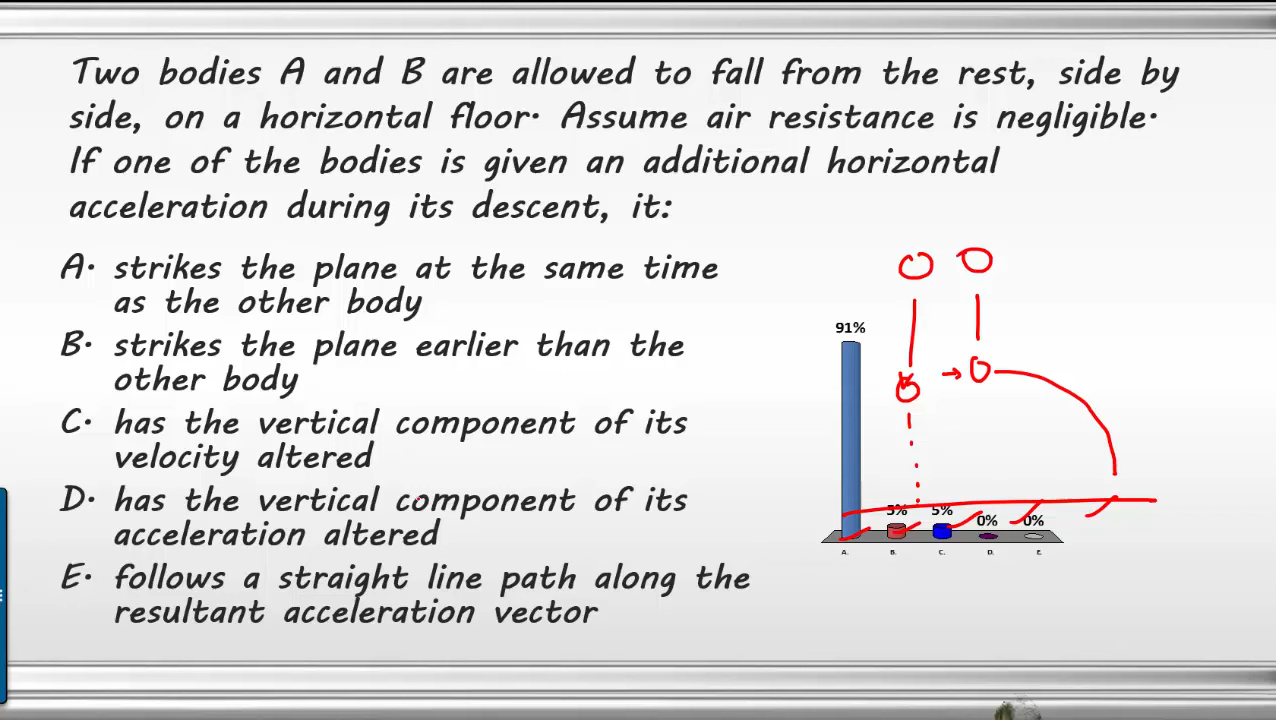 Two bodies A and B are allowed to fall from the rest, side by
side, on a horizontal floor. Assume air resistance is negligible.
If one of the bodies is given an additional horizontal
acceleration during its descent, it:
A. strikes the plane at the same time
as the other body
B. strikes the plane earlier than the
other body
C. has the vertical component of its
velocity altered
D. has the vertical component of its
acceleration altered
E. follows a straight line path along the
resultant acceleration vector
91%
5% 5% 0% 0%
A. B. C. D. E.